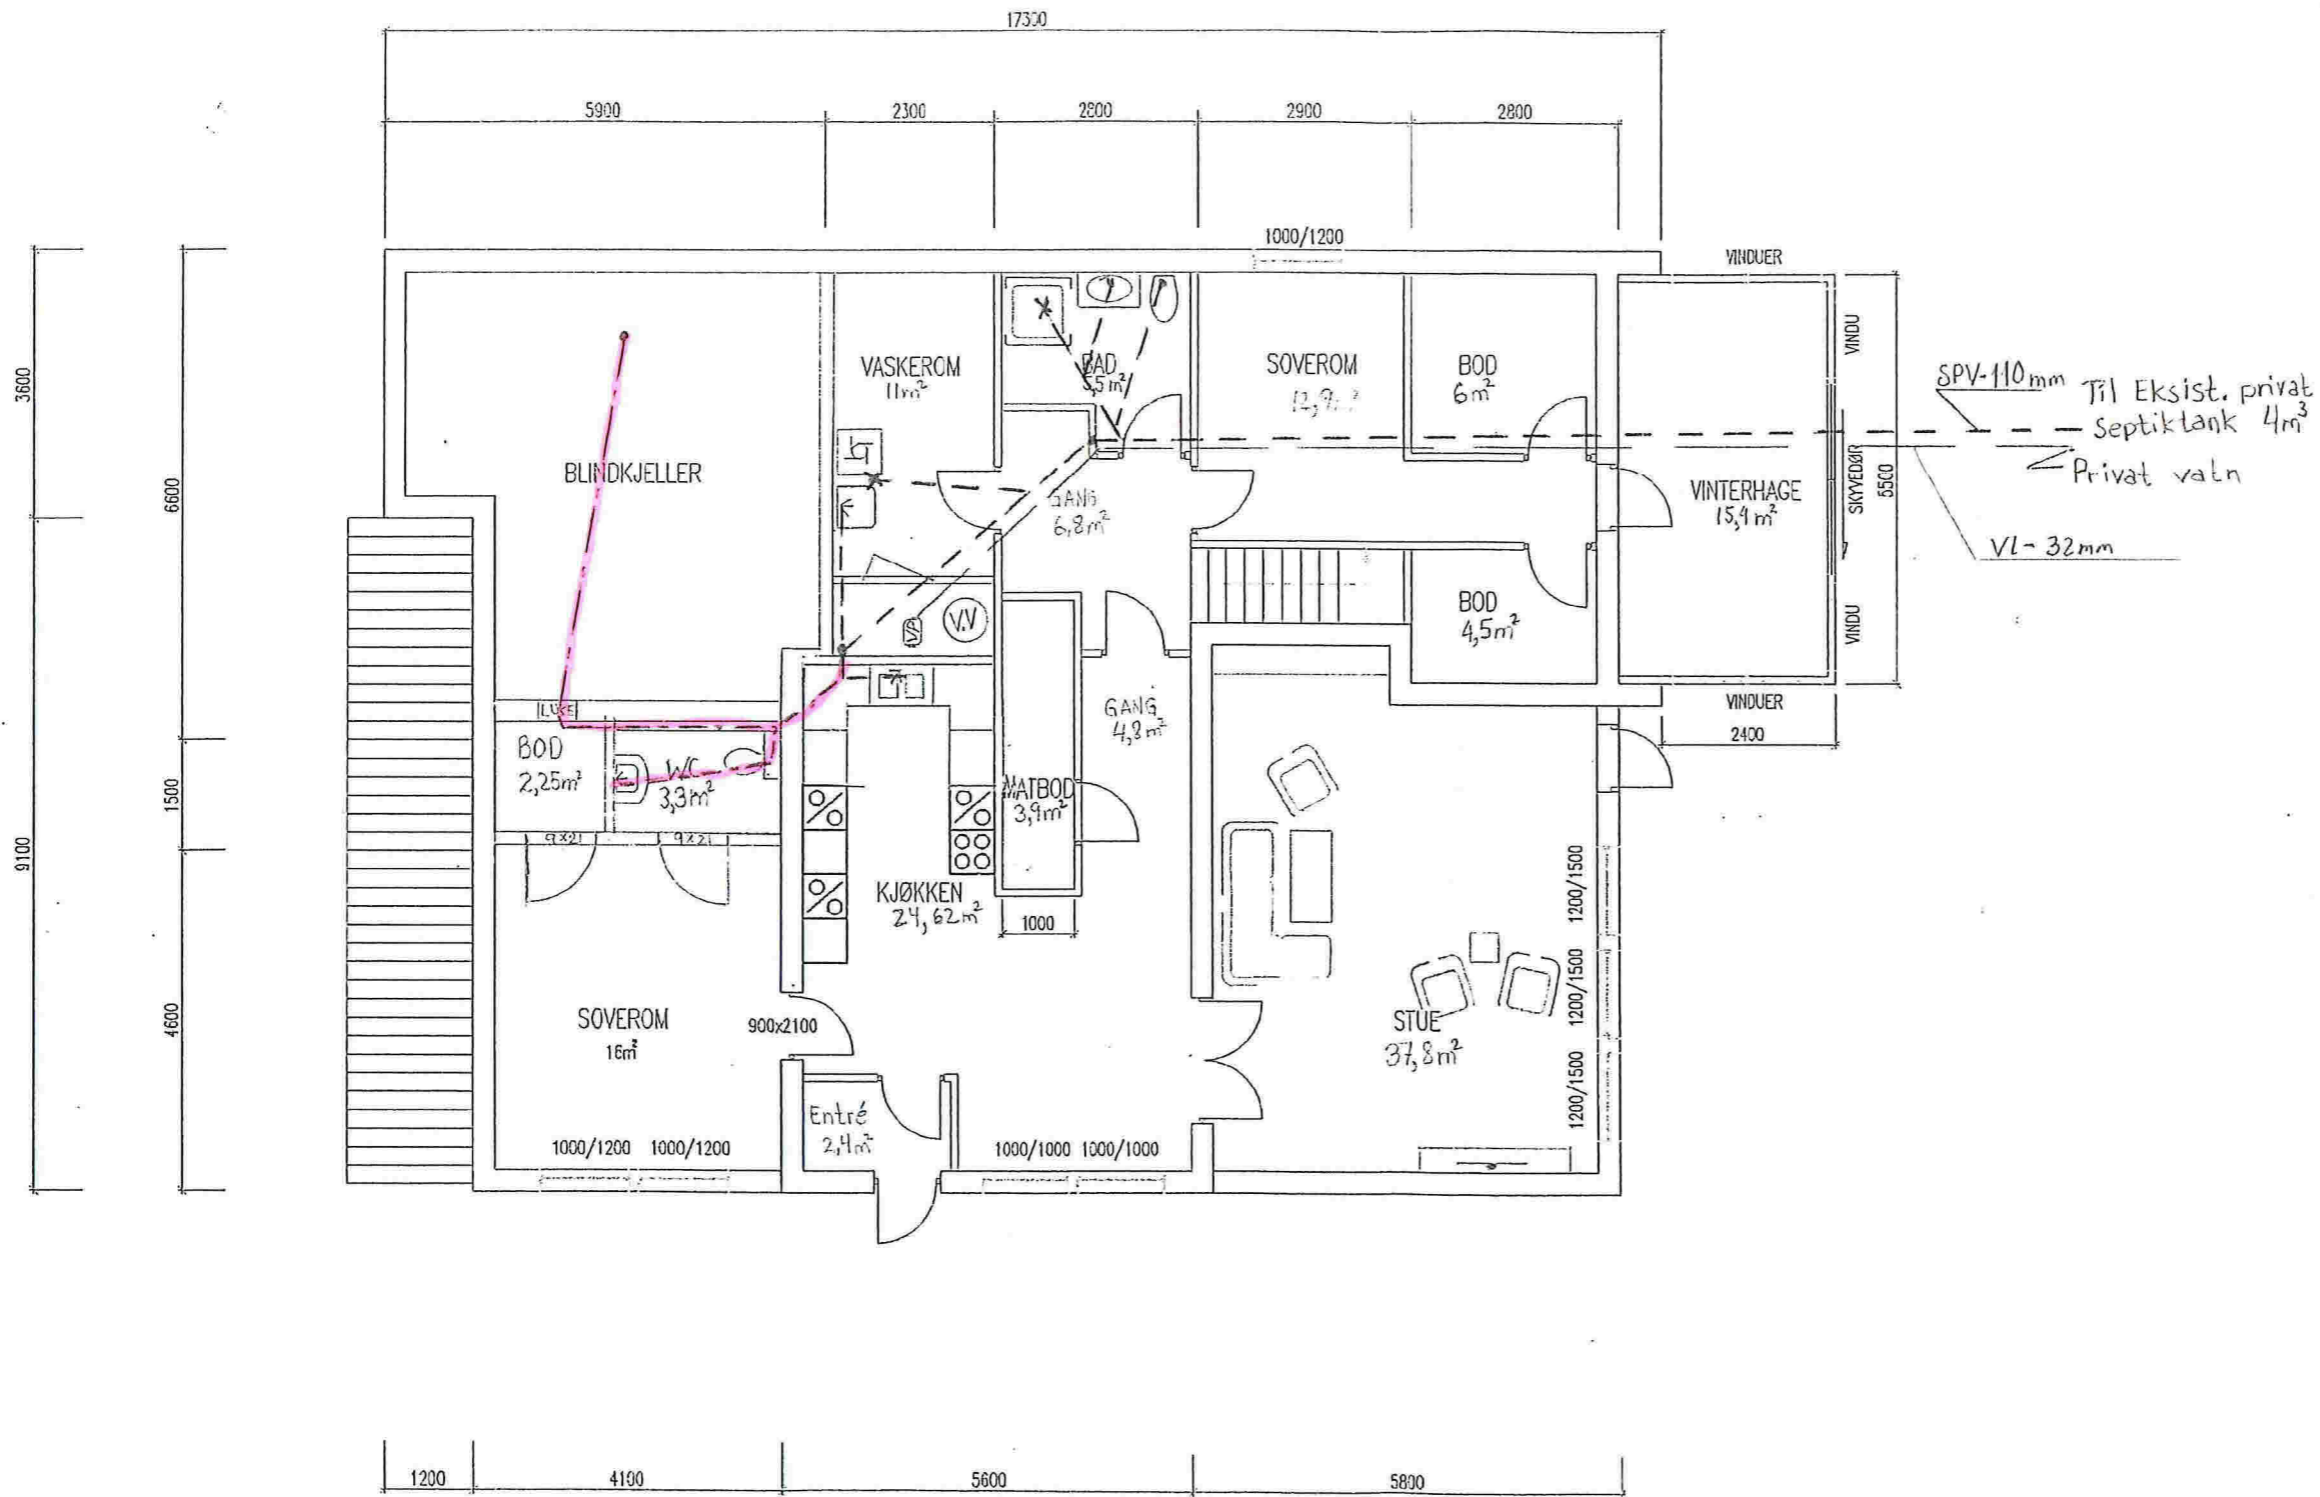 17300
5900
2300
2800
2900
2800
1000/1200
VINDUER
VINDU
3600
6600
VASKEROM
11m²
BAD
5,5m²
SOVEROM
12,9m²
BOD
6m²
SPV-110mm
Til Eksist. privat
Septiktank 4m³
Privat vatn
BLINDKJELLER
GANG
6,8m²
VINTERHAGE
15,4m²
SKYVEDØR
5500
VL-32mm
V.V
BOD
4,5m²
VINDU
LUKE
GANG
4,8m²
VINDUER
2400
BOD
2,25m²
WC
3,3m²
MATBOD
3,9m²
1500
9100
9x21
9x21
KJØKKEN
24,62m²
1000
1200/1500
1200/1500
1200/1500
4600
SOVEROM
16m²
900x2100
STUE
37,8m²
Entré
2,4m²
1000/1200
1000/1200
1000/1000
1000/1000
1200
4100
5600
5800